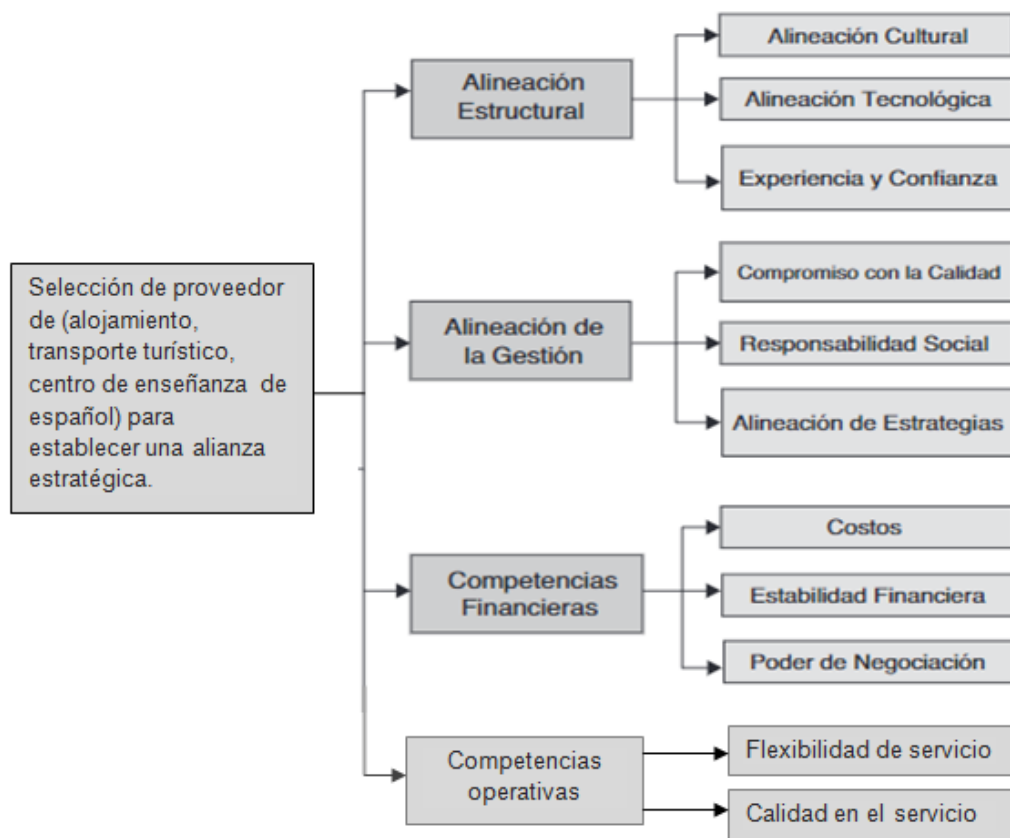 Selección de proveedor
de (alojamiento,
transporte turístico,
centro de enseñanza de
español) para
establecer una alianza
estratégica.
Alineación
Estructural
Alineación Cultural
Alineación Tecnológica
Experiencia y Confianza
Alineación de
la Gestión
Compromiso con la Calidad
Responsabilidad Social
Alineación de Estrategias
Competencias
Financieras
Costos
Estabilidad Financiera
Poder de Negociación
Competencias
operativas
Flexibilidad de servicio
Calidad en el servicio